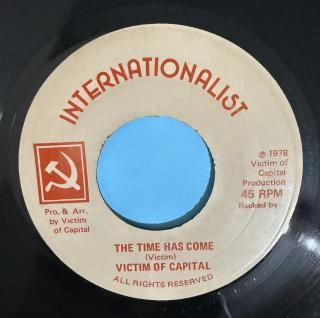 INTERNATIONALIST
Pro. & Arr.
by Victim
of Capital
℗ 1978
Victim of
Capital
Production
45 RPM
Backed by
THE TIME HAS COME
(Victim)
VICTIM OF CAPITAL
ALL RIGHTS RESERVED